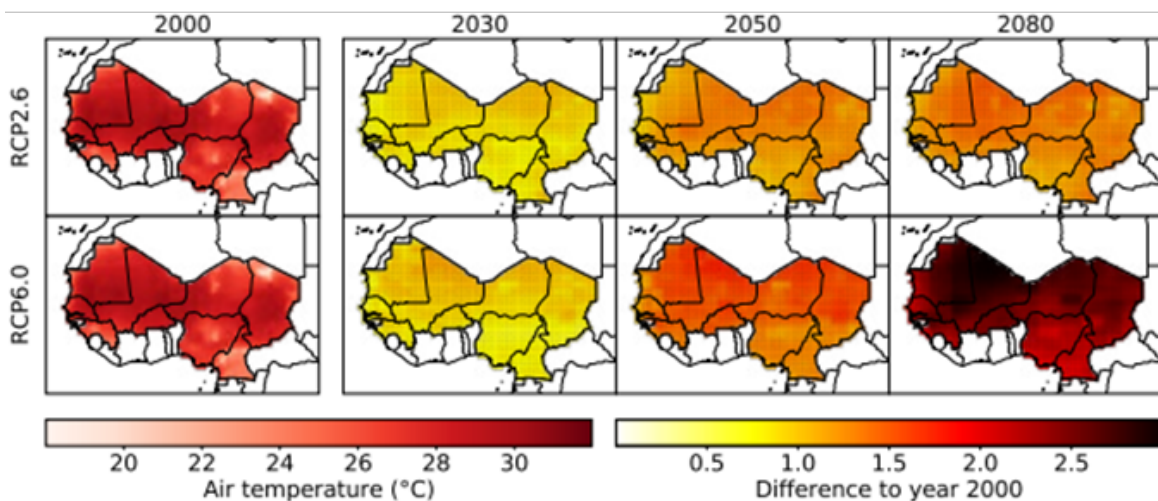 2000 2030 2050 2080
RCP2.6
RCP6.0
20 22 24 26 28 30 0.5 1.0 1.5 2.0 2.5
Air temperature (°C) Difference to year 2000